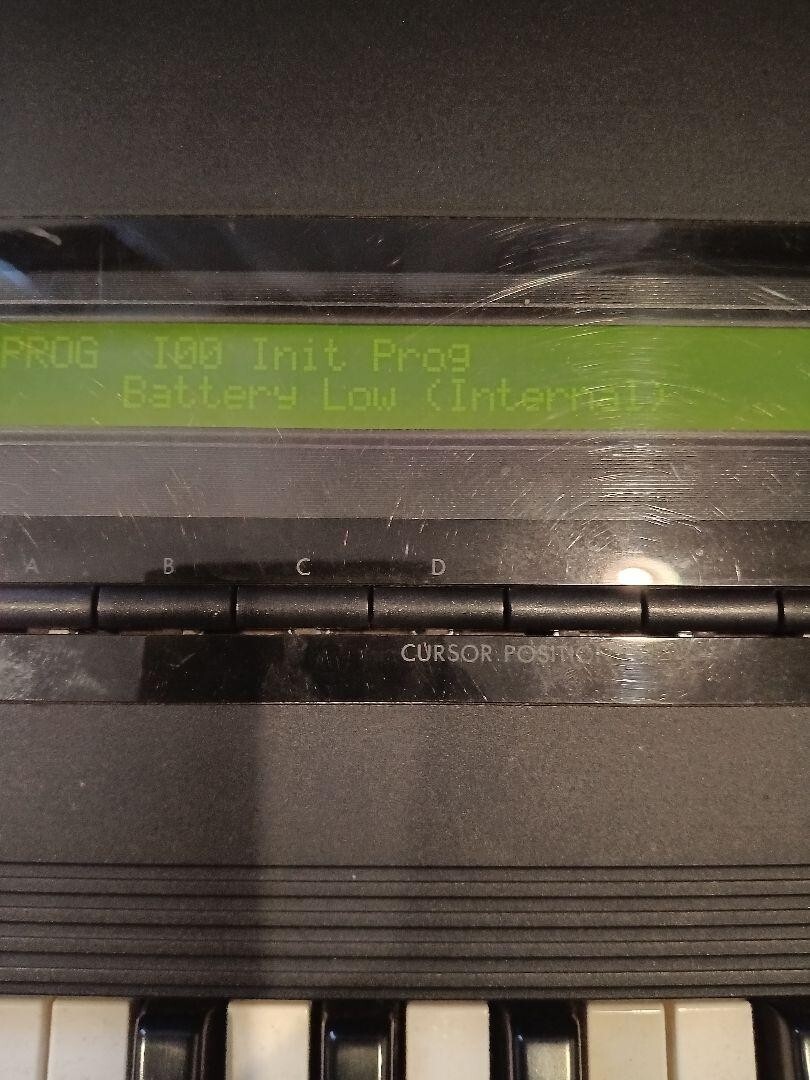 PROG I00 Init Prog
Battery Low (Internal)
A B C D
CURSOR POSITION